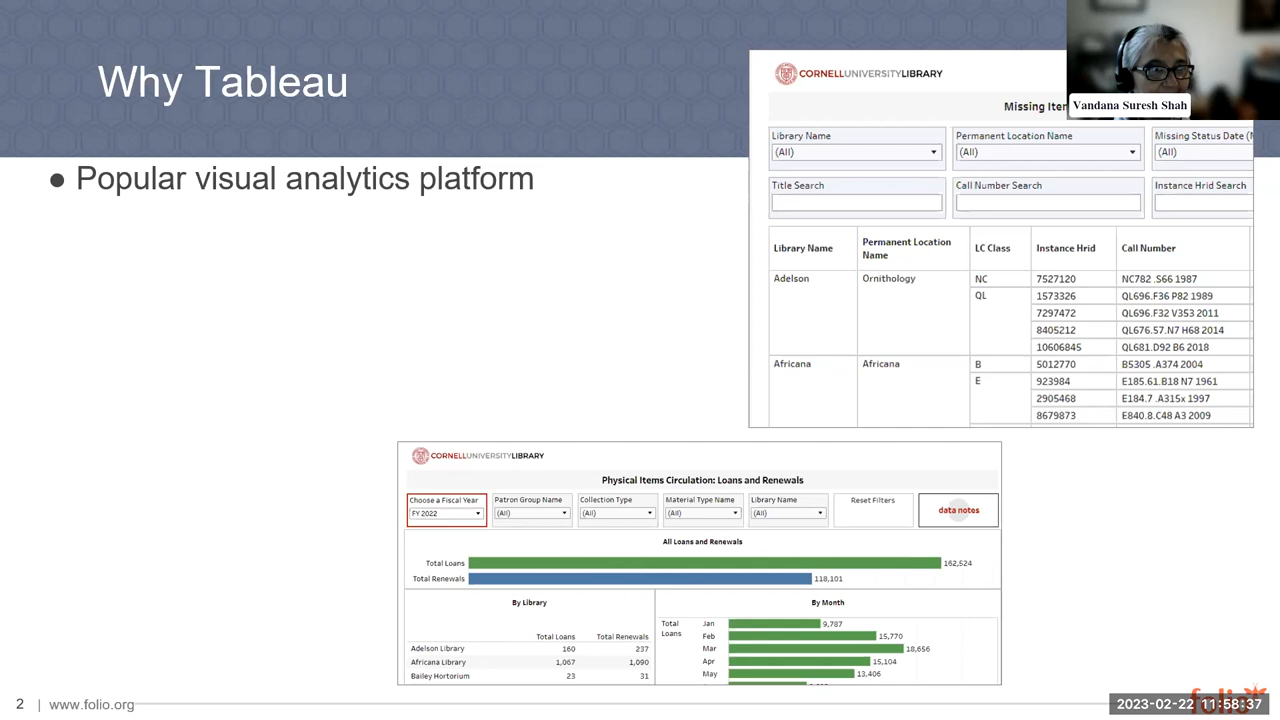 Why Tableau
● Popular visual analytics platform
Vandana Suresh Shah
CORNELLUNIVERSITYLIBRARY
Library Name
Permanent Location Name
Missing Status Date
(All)
(All)
(All)
Title Search
Call Number Search
Instance Hrid Search
Library Name
Permanent Location Name
LC Class
Instance Hrid
Call Number
Adelson
Ornithology
NC
7527120
NC782 .S66 1987
QL
1573326
QL696.F36 P82 1989
7297472
QL696.F32 V353 2011
8405212
QL676.57.N7 H68 2014
10606845
QL681.D92 B6 2018
Africana
Africana
B
5012770
B5305 .A374 2004
E
923984
E185.61.B18 N7 1961
2905468
E184.7 .A315x 1997
8679873
E840.8.C48 A3 2009
CORNELLUNIVERSITYLIBRARY
Physical Items Circulation: Loans and Renewals
Choose a Fiscal Year
Patron Group Name
Collection Type
Material Type Name
Library Name
Reset Filters
data notes
FY 2022
(All)
(All)
(All)
(All)
All Loans and Renewals
Total Loans 162,524
Total Renewals 118,101
By Library
Total Loans Total Renewals
Adelson Library 160 237
Africana Library 1,067 1,090
Bailey Hortorium 23 31
By Month
Total Loans
Jan 9,787
Feb 15,770
Mar 18,656
Apr 15,104
May 13,406
2 | www.folio.org
2023-02-22 11:58:37